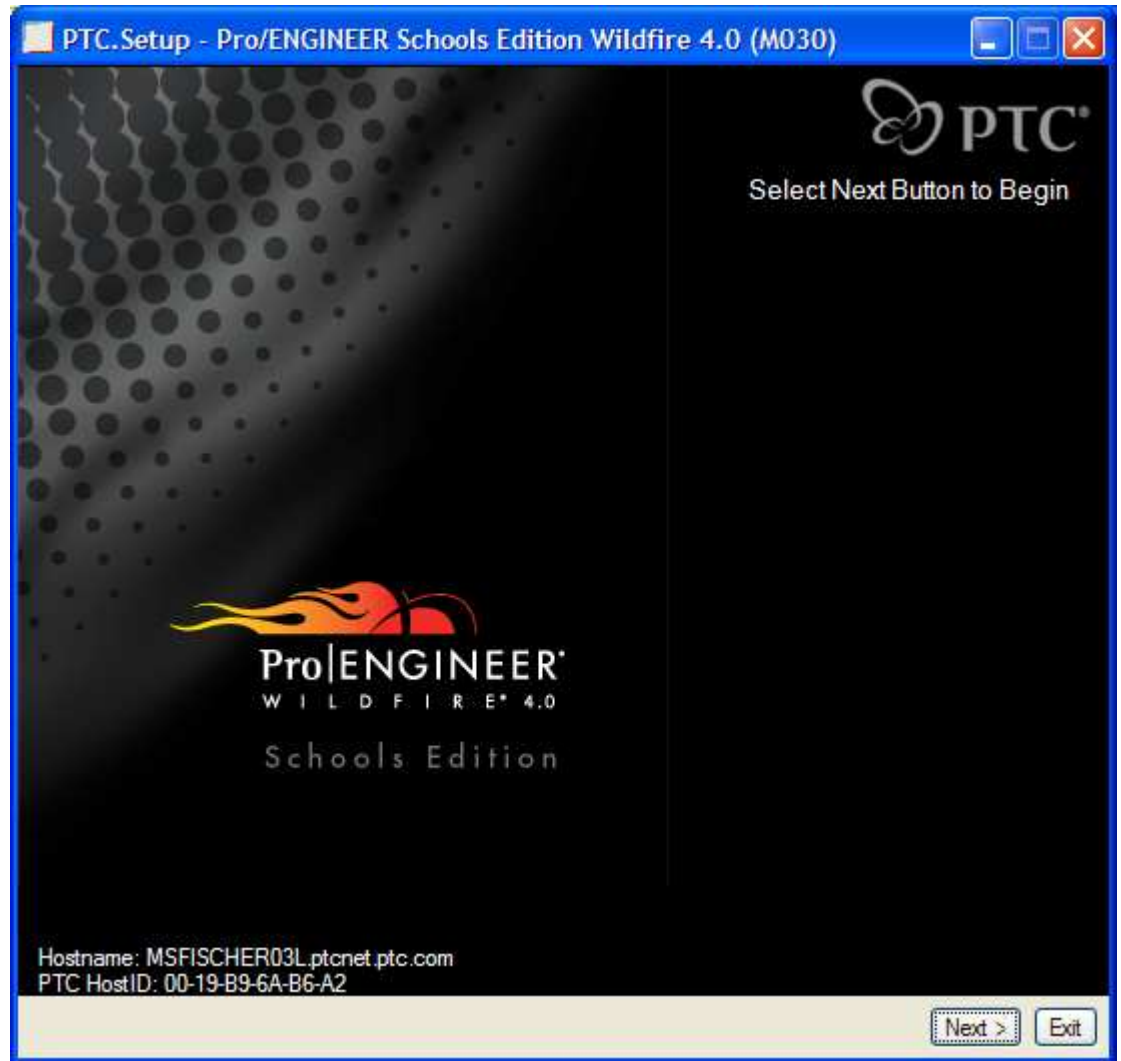 PTC.Setup - Pro/ENGINEER Schools Edition Wildfire 4.0 (M030)
PTC®
Select Next Button to Begin
Pro|ENGINEER®
WILDFIRE® 4.0
Schools Edition
Hostname: MSFISCHER03L.ptcnet.ptc.com
PTC HostID: 00-19-B9-6A-B6-A2
Next > Exit